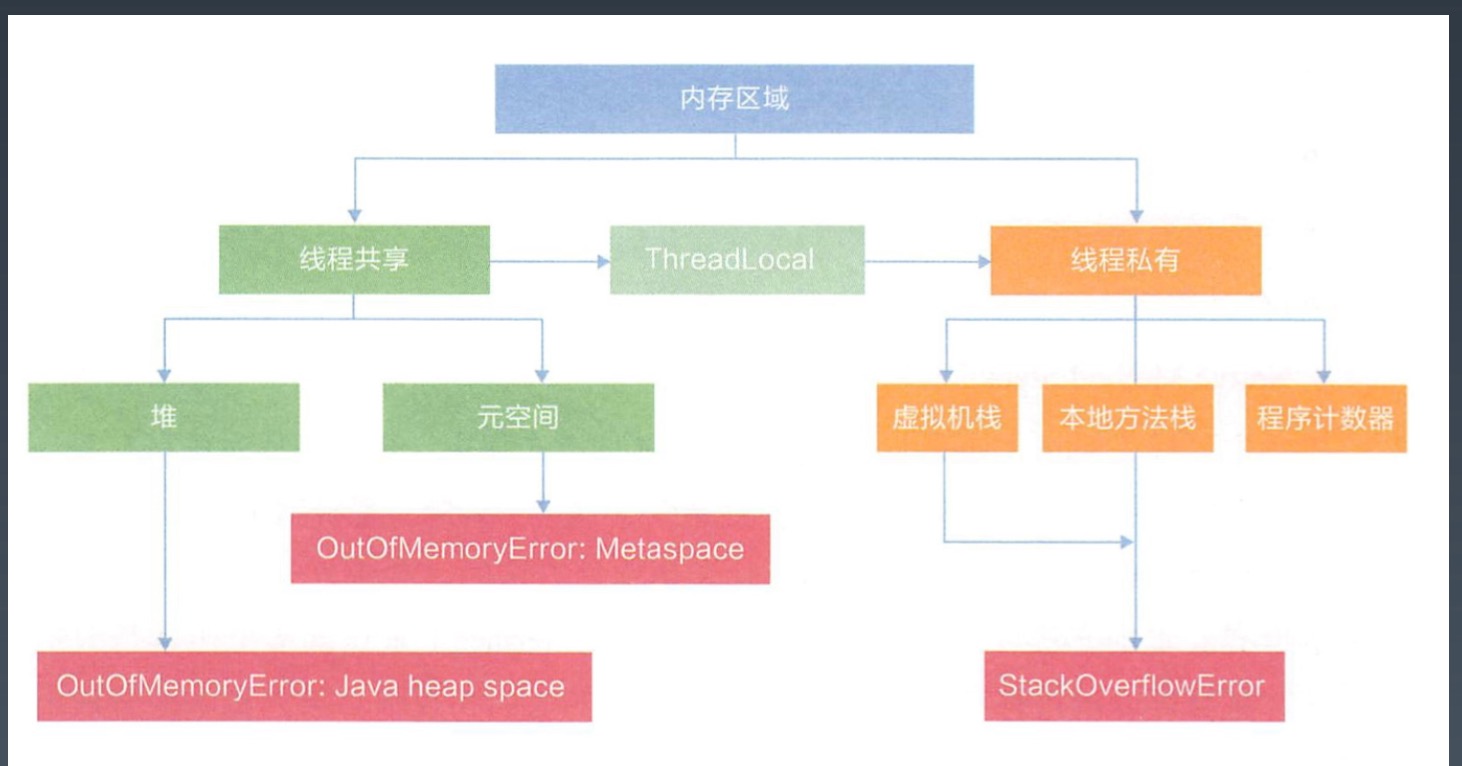 内存区域
线程共享
ThreadLocal
线程私有
堆
元空间
虚拟机栈
本地方法栈
程序计数器
OutOfMemoryError: Metaspace
OutOfMemoryError: Java heap space
StackOverflowError